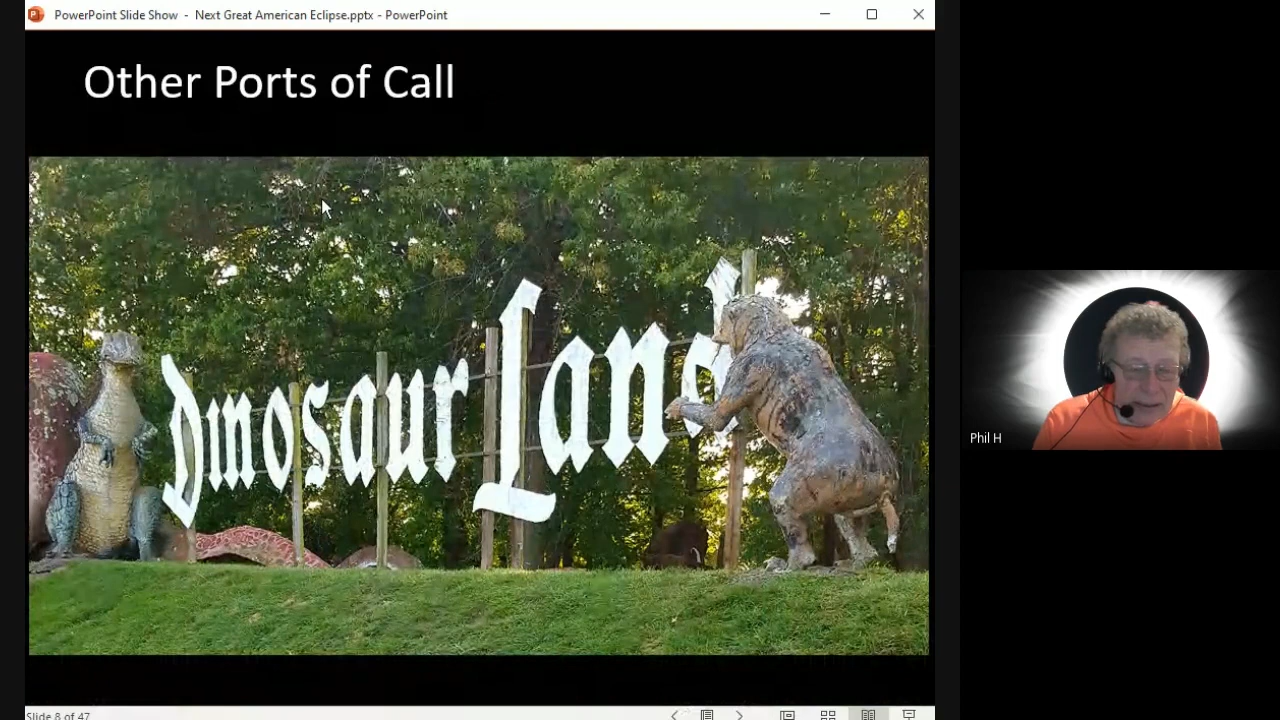 PowerPoint Slide Show - Next Great American Eclipse.pptx - PowerPoint
Other Ports of Call
Dinosaur Land
Phil H
Slide 8 of 47